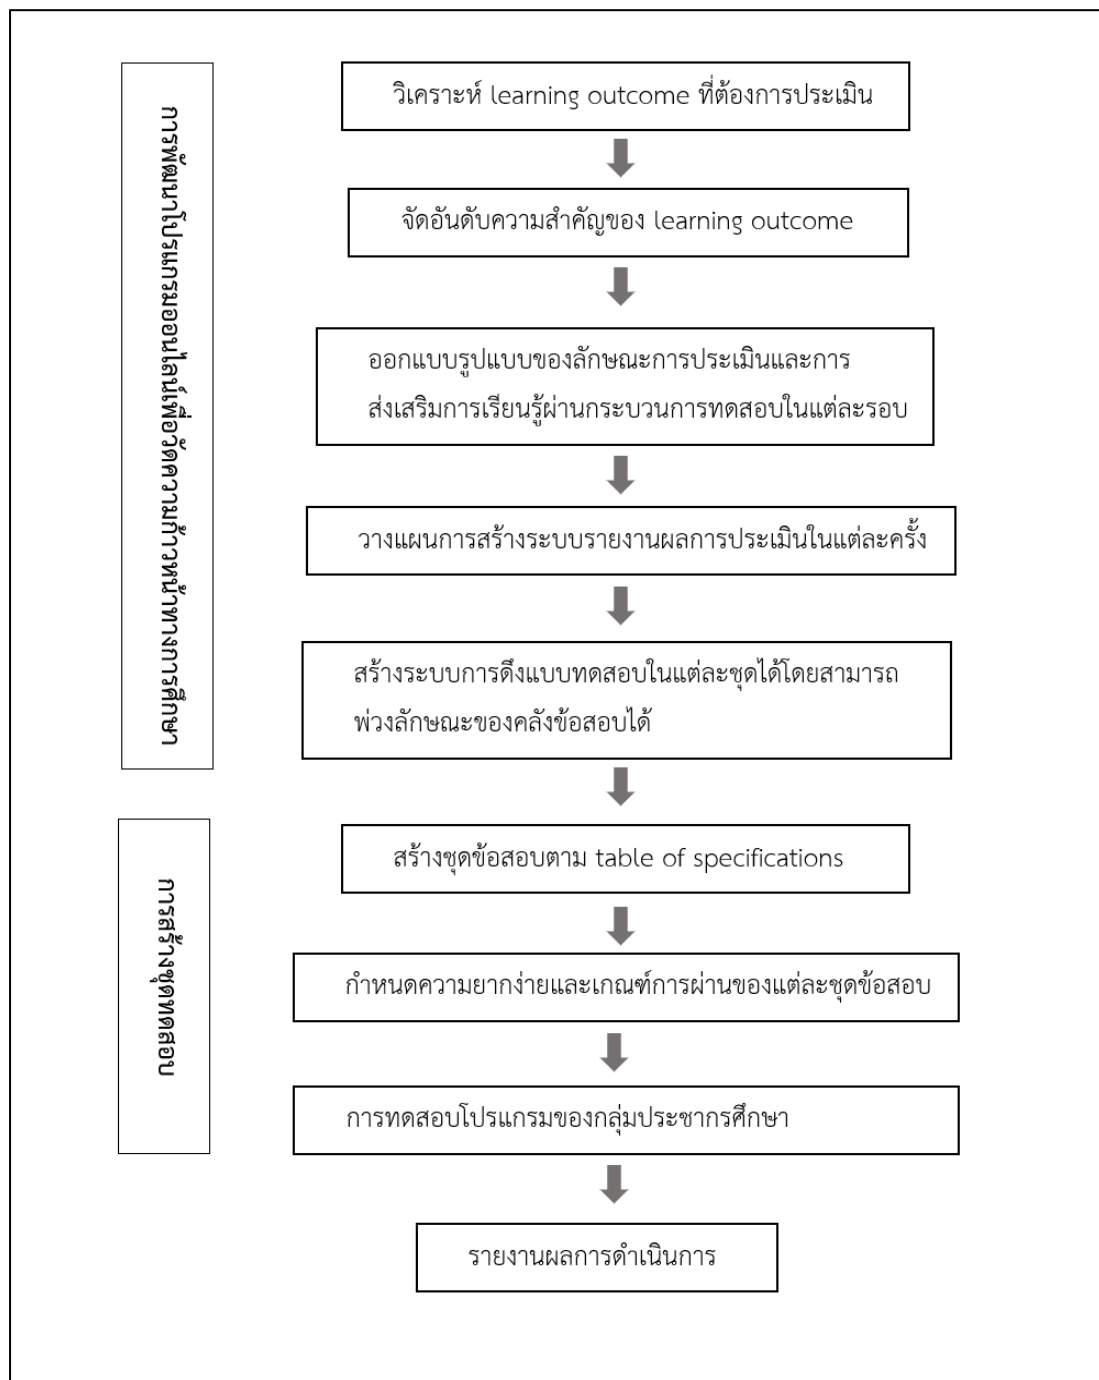 การพัฒนาโปรแกรมออนไลน์เพื่อวัดความก้าวหน้าทางการศึกษา
วิเคราะห์ learning outcome ที่ต้องการประเมิน
จัดอันดับความสำคัญของ learning outcome
ออกแบบรูปแบบของลักษณะการประเมินและการ
ส่งเสริมการเรียนรู้ผ่านกระบวนการทดสอบในแต่ละรอบ
วางแผนการสร้างระบบรายงานผลการประเมินในแต่ละครั้ง
สร้างระบบการดึงแบบทดสอบในแต่ละชุดได้โดยสามารถ
พ่วงลักษณะของคลังข้อสอบได้
การสร้างชุดทดสอบ
สร้างชุดข้อสอบตาม table of specifications
กำหนดความยากง่ายและเกณฑ์การผ่านของแต่ละชุดข้อสอบ
การทดสอบโปรแกรมของกลุ่มประชากรศึกษา
รายงานผลการดำเนินการ